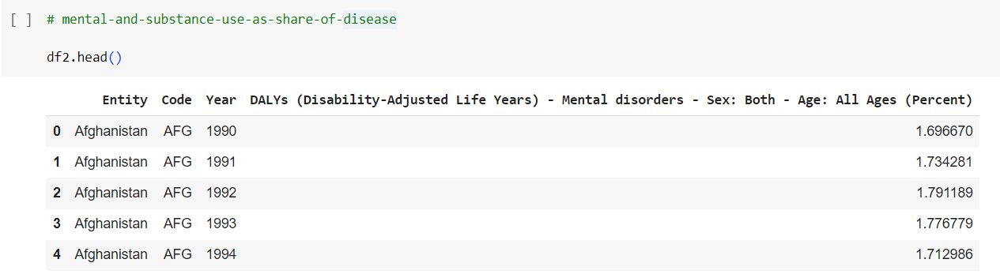 [ ] # mental-and-substance-use-as-share-of-disease
df2.head()
Entity Code Year DALYs (Disability-Adjusted Life Years) - Mental disorders - Sex: Both - Age: All Ages (Percent)
0 Afghanistan AFG 1990 1.696670
1 Afghanistan AFG 1991 1.734281
2 Afghanistan AFG 1992 1.791189
3 Afghanistan AFG 1993 1.776779
4 Afghanistan AFG 1994 1.712986